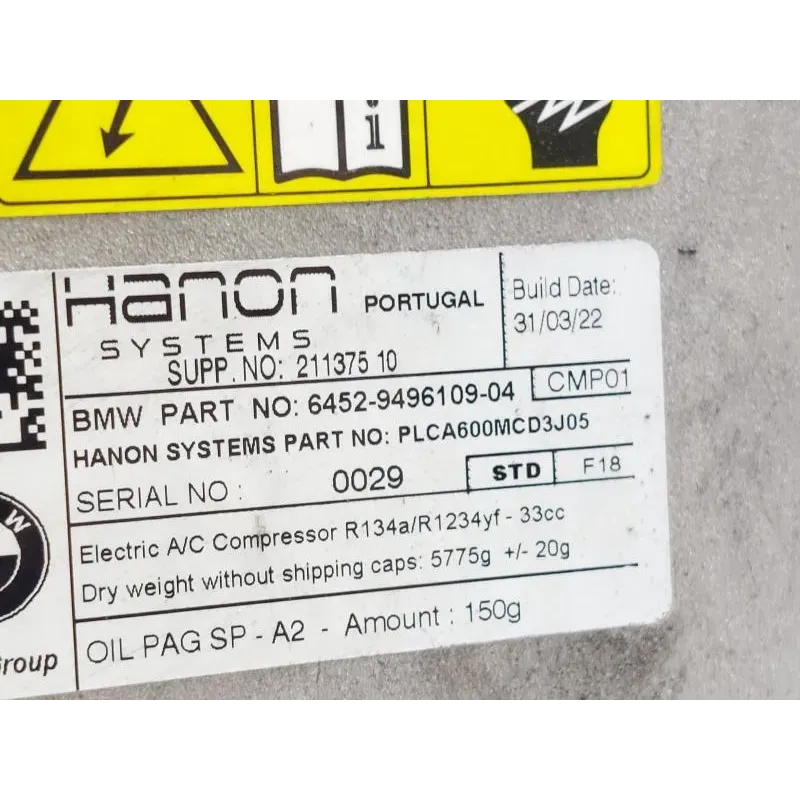 i
Hanon
PORTUGAL
SYSTEMS
SUPP. NO: 211375 10
Build Date:
31/03/22
BMW PART NO: 6452-9496109-04
CMP01
HANON SYSTEMS PART NO: PLCA600MCD3J05
SERIAL NO : 0029
STD
F18
Electric A/C Compressor R134a/R1234yf - 33cc
Dry weight without shipping caps: 5775g +/- 20g
OIL PAG SP - A2 - Amount : 150g
W